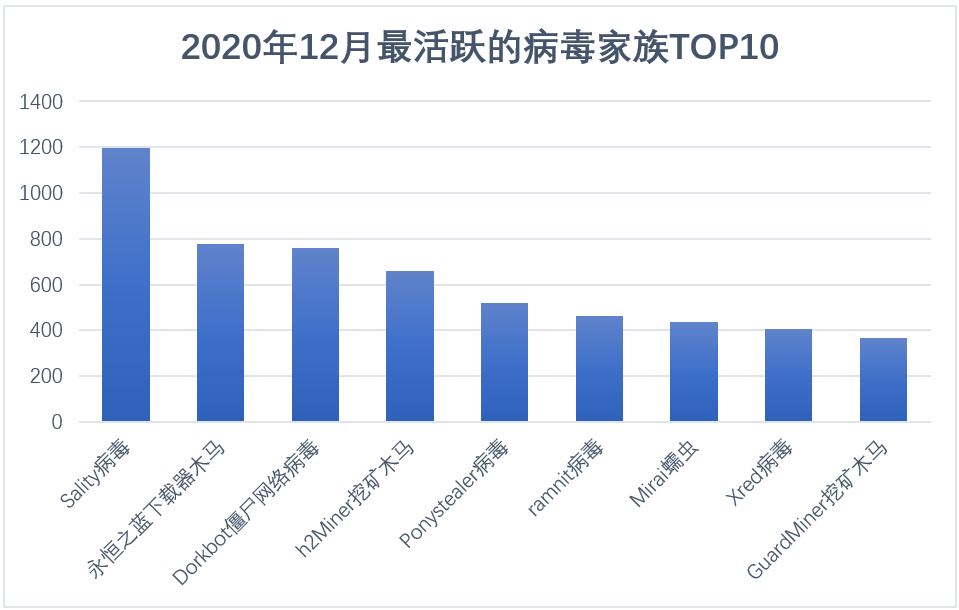 2020年12月最活跃的病毒家族TOP10
1400
1200
1000
800
600
400
200
0
Sality病毒
永恒之蓝下载器木马
Dorkbot僵尸网络病毒
h2Miner挖矿木马
Ponystealer病毒
ramnit病毒
Mirai蠕虫
Xred病毒
GuardMiner挖矿木马